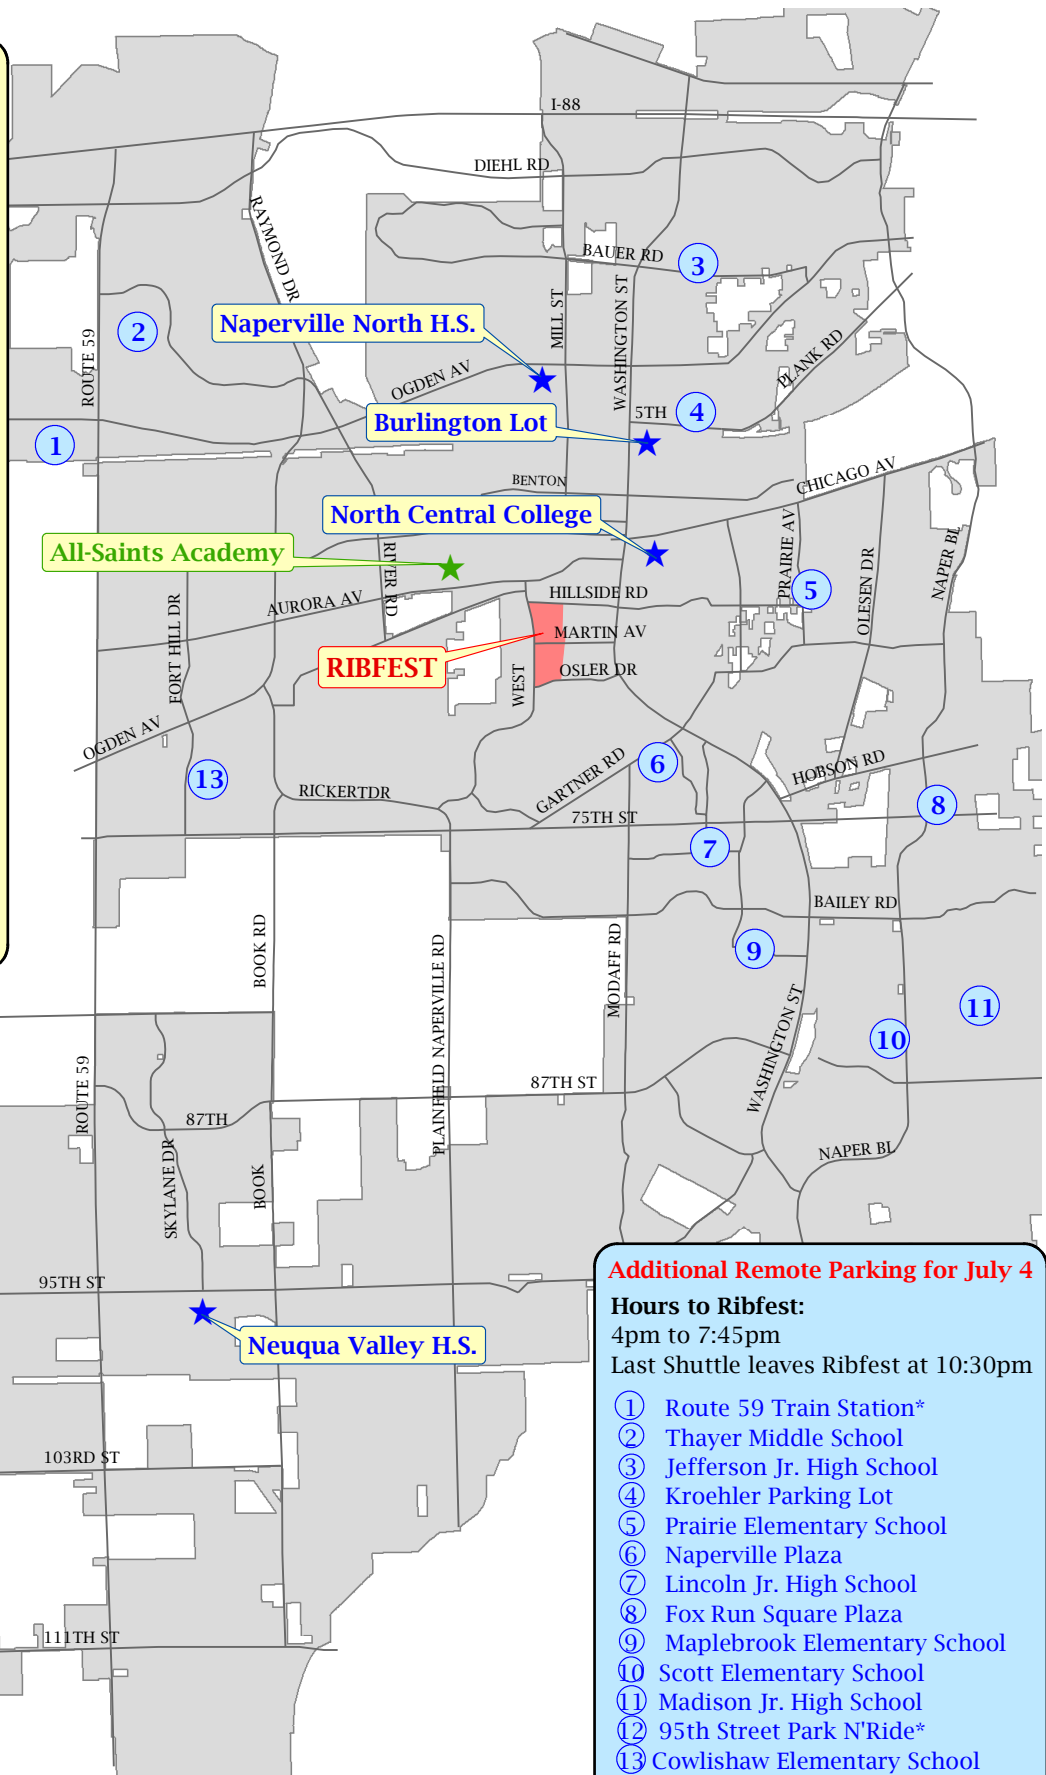 I-88
DIEHL RD
RAYMOND DR
BAUER RD
3
ROUTE 59
2
Naperville North H.S.
MILL ST
WASHINGTON ST
PLANK RD
OGDEN AV
5TH
4
Burlington Lot
1
CHICAGO AV
BENTON
North Central College
All-Saints Academy
RIVER RD
PRAIRIE AV
OLESEN DR
NAPER BL
5
HILLSIDE RD
AURORA AV
FORT HILL DR
MARTIN AV
RIBFEST
OSLER DR
WEST
OGDEN AV
13
6
GARTNER RD
HOBSON RD
RICKERTDR
8
75TH ST
7
BAILEY RD
BOOK RD
PLAINFIELD NAPERVILLE RD
MODAFF RD
9
WASHINGTON ST
11
10
ROUTE 59
87TH ST
87TH
SKYLANE DR
BOOK
NAPER BL
95TH ST
Neuqua Valley H.S.
103RD ST
111TH ST
Additional Remote Parking for July 4
Hours to Ribfest:
4pm to 7:45pm
Last Shuttle leaves Ribfest at 10:30pm
1 Route 59 Train Station*
2 Thayer Middle School
3 Jefferson Jr. High School
4 Kroehler Parking Lot
5 Prairie Elementary School
6 Naperville Plaza
7 Lincoln Jr. High School
8 Fox Run Square Plaza
9 Maplebrook Elementary School
10 Scott Elementary School
11 Madison Jr. High School
12 95th Street Park N'Ride*
13 Cowlishaw Elementary School